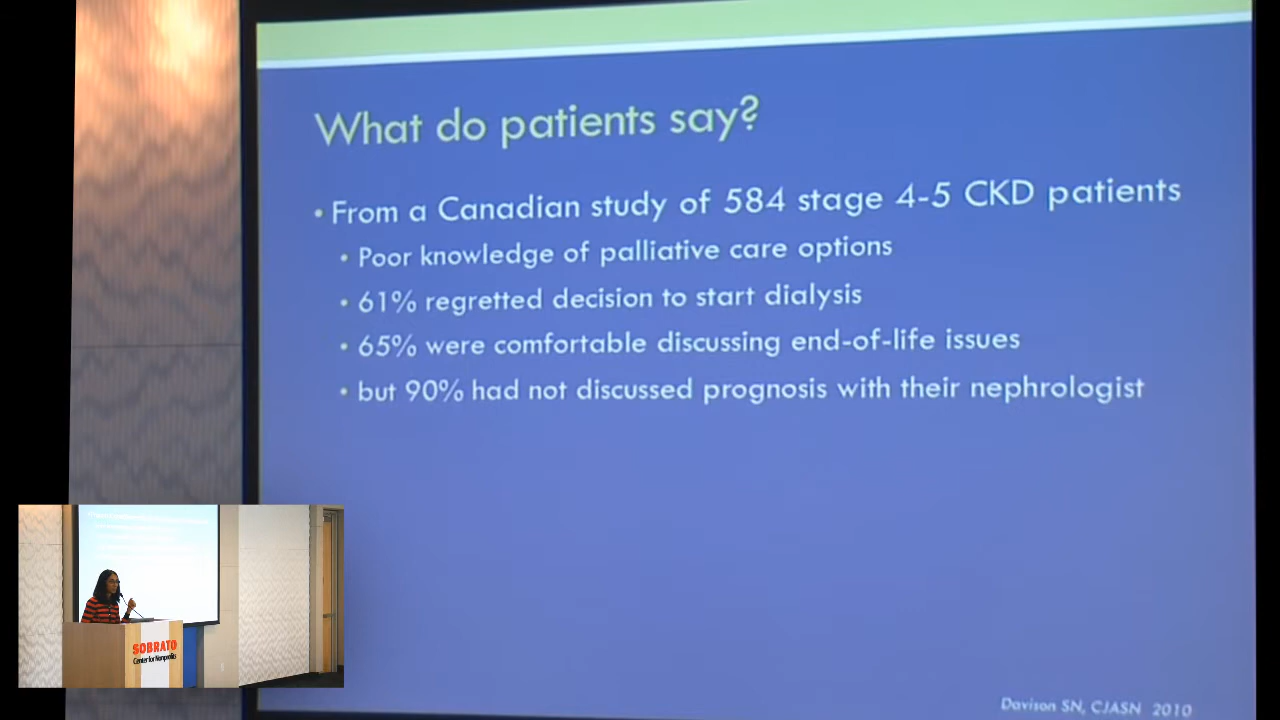 What do patients say?
• From a Canadian study of 584 stage 4-5 CKD patients
• Poor knowledge of palliative care options
• 61% regretted decision to start dialysis
• 65% were comfortable discussing end-of-life issues
• but 90% had not discussed prognosis with their nephrologist
Davison SN, CJASN 2010
SOBRATO
Center for Nonprofits